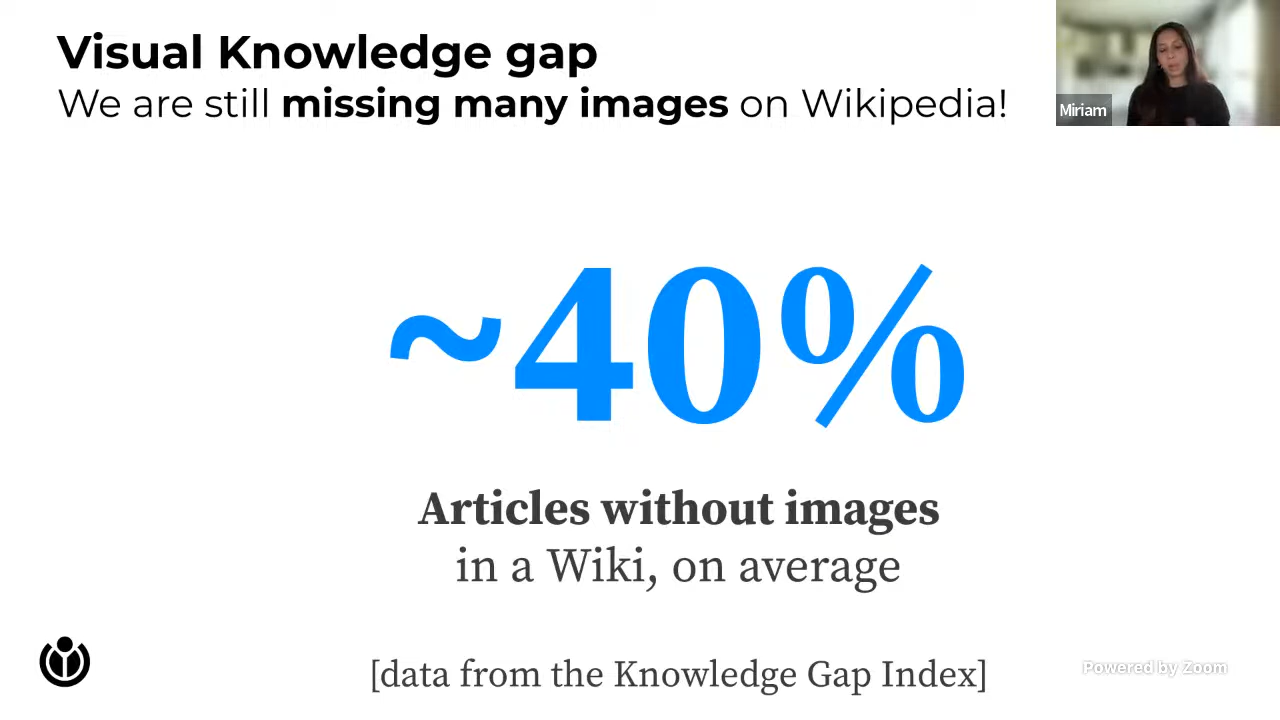 Visual Knowledge gap
We are still missing many images on Wikipedia!
Miriam
~40%
Articles without images
in a Wiki, on average
[data from the Knowledge Gap Index]
Powered by Zoom